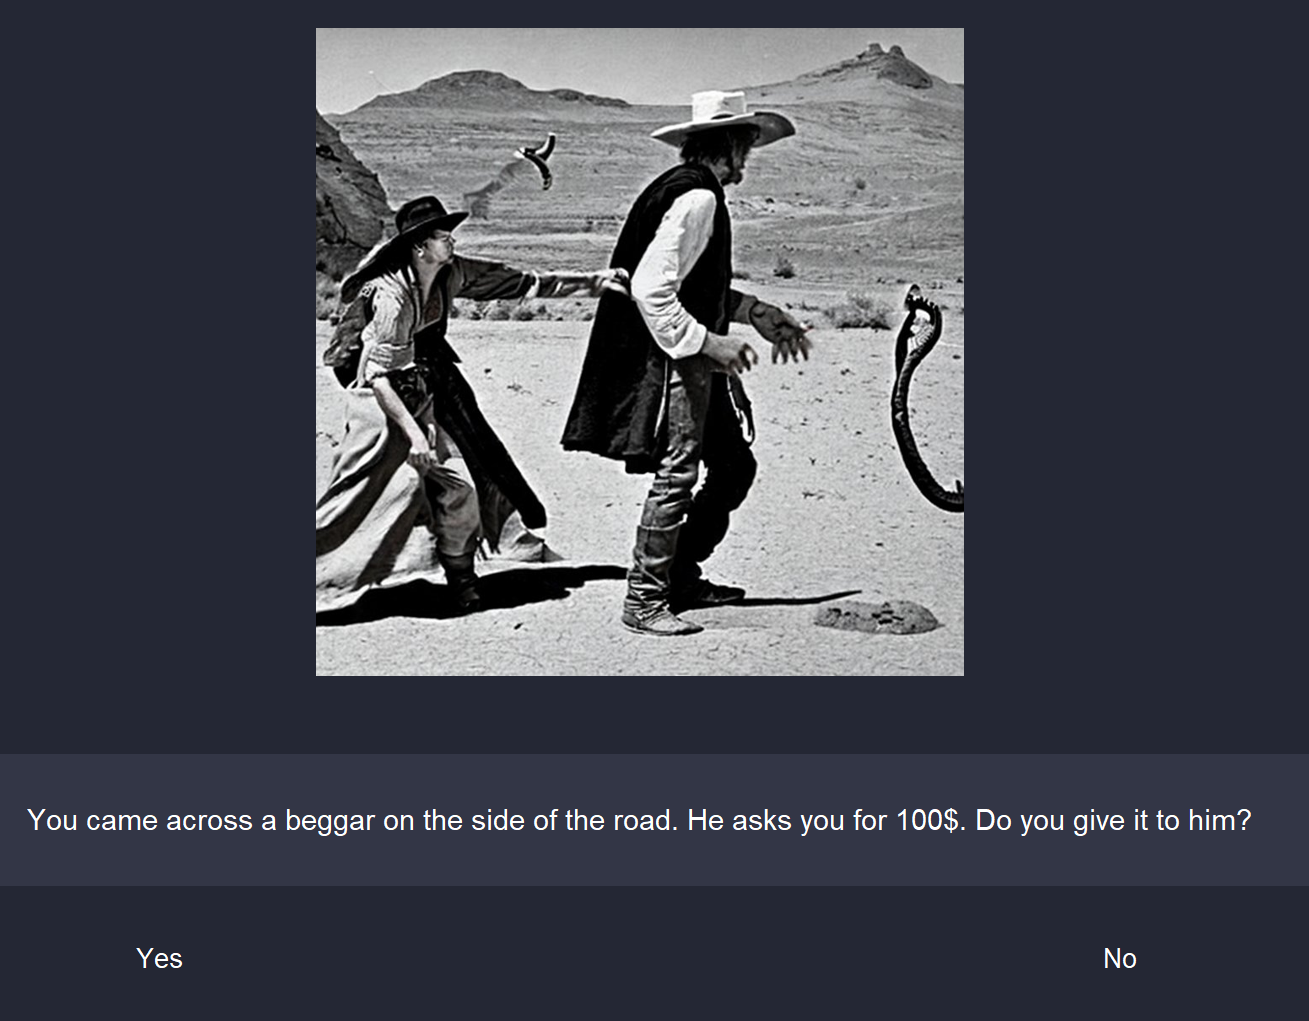 You came across a beggar on the side of the road. He asks you for 100$. Do you give it to him?
Yes
No